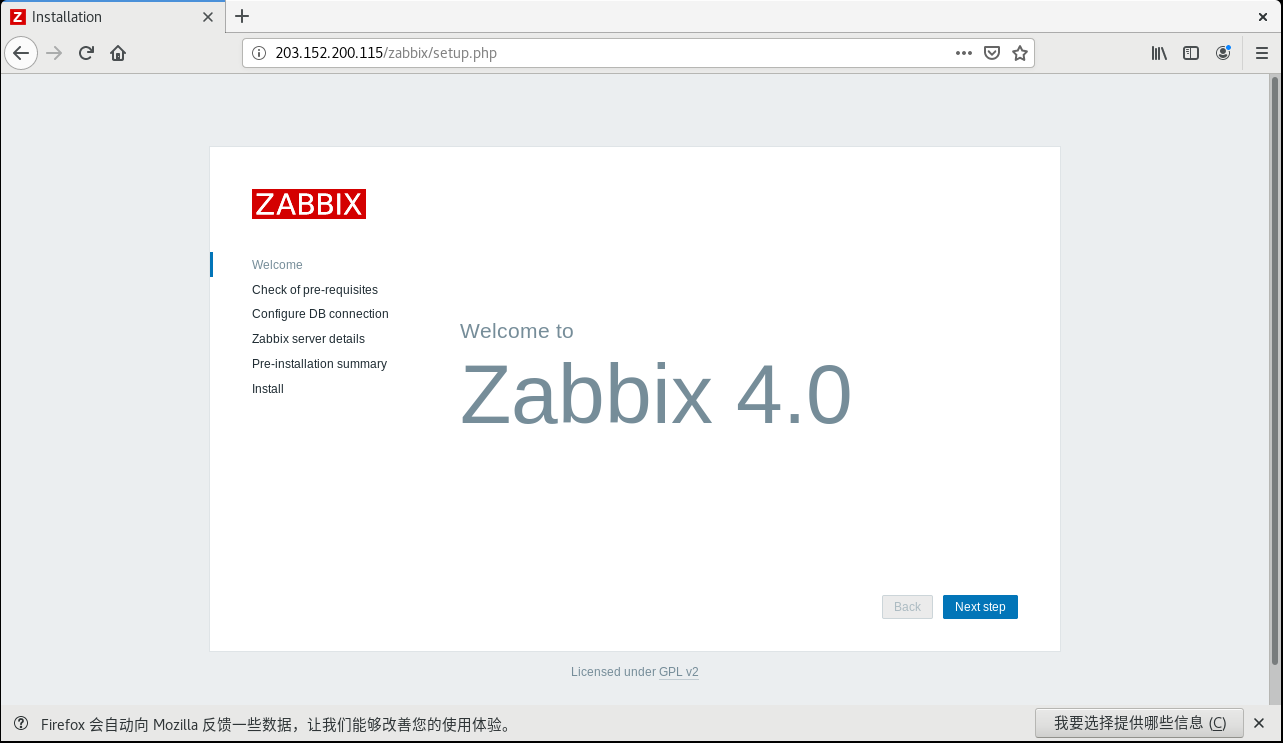 Installation
203.152.200.115/zabbix/setup.php
ZABBIX
Welcome
Check of pre-requisites
Configure DB connection
Zabbix server details
Pre-installation summary
Install
Welcome to
Zabbix 4.0
Back
Next step
Licensed under GPL v2
Firefox 会自动向 Mozilla 反馈一些数据，让我们能够改善您的使用体验。
我要选择提供哪些信息 (C)